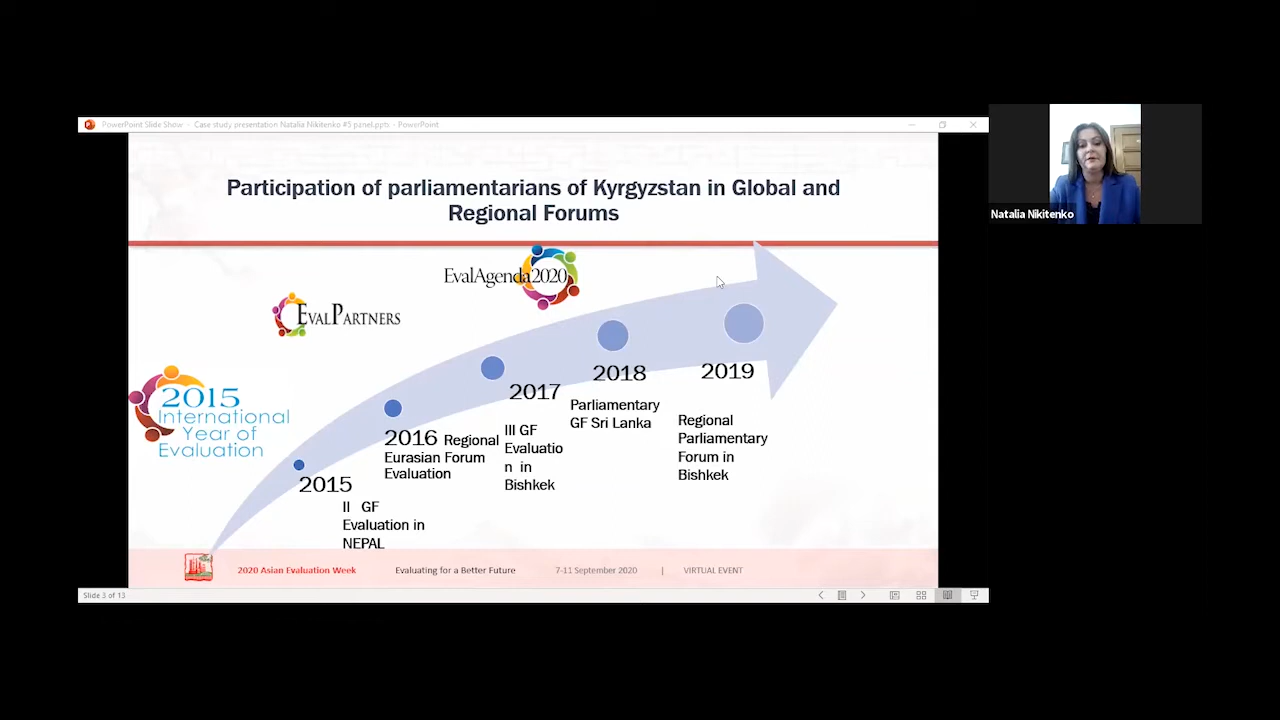 PowerPoint Slide Show - Case study presentation Natalia Nikitenko #5 panel.ppts - PowerPoint
Natalia Nikitenko
Participation of parliamentarians of Kyrgyzstan in Global and
Regional Forums
EvalAgenda2020
EVALPARTNERS
2015
International
Year of
Evaluation
2015
II GF
Evaluation in
NEPAL
2016 Regional
Eurasian Forum
Evaluation
2017
III GF
Evaluatio
n in
Bishkek
2018
Parliamentary
GF Sri Lanka
2019
Regional
Parliamentary
Forum in
Bishkek
2020 Asian Evaluation Week Evaluating for a Better Future 7-11 September 2020 | VIRTUAL EVENT
Slide 3 of 13